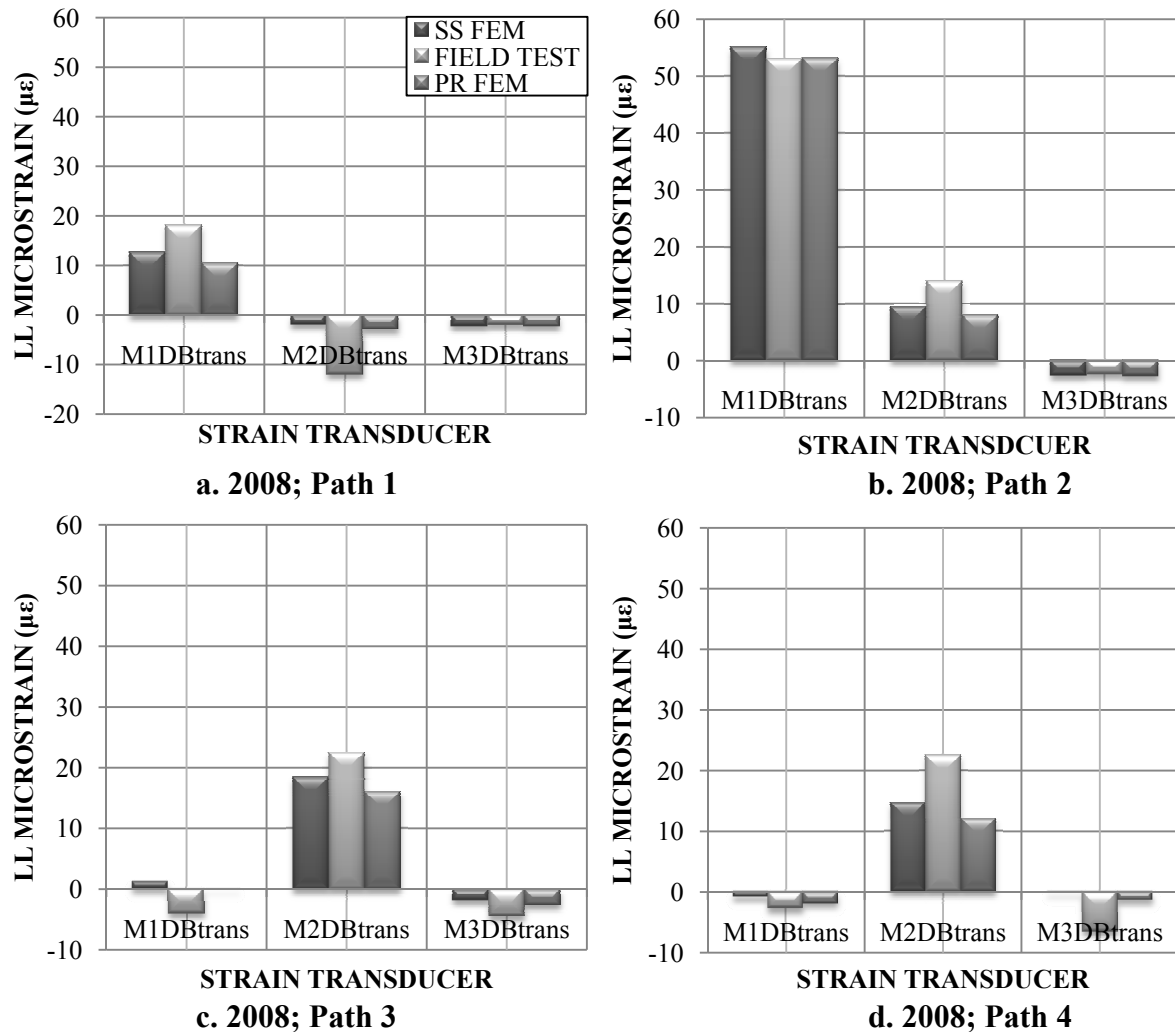 LL MICROSTRAIN (με)
60
50
40
30
20
10
0
-10
-20
SS FEM
FIELD TEST
PR FEM
M1DBtrans
M2DBtrans
M3DBtrans
STRAIN TRANSDUCER
a. 2008; Path 1
LL MICROSTRAIN (με)
60
50
40
30
20
10
0
-10
M1DBtrans
M2DBtrans
M3DBtrans
STRAIN TRANSDCUER
b. 2008; Path 2
LL MICROSTRAIN (με)
60
50
40
30
20
10
0
-10
M1DBtrans
M2DBtrans
M3DBtrans
STRAIN TRANSDUCER
c. 2008; Path 3
LL MICROSTRAIN (με)
60
50
40
30
20
10
0
-10
M1DBtrans
M2DBtrans
M3DBtrans
STRAIN TRANSDUCER
d. 2008; Path 4